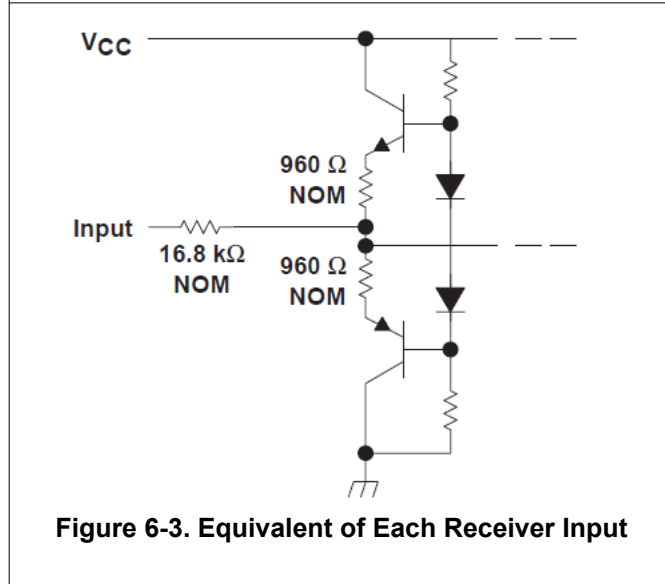 VCC
960 Ω
NOM
Input
16.8 kΩ
NOM
960 Ω
NOM
Figure 6-3. Equivalent of Each Receiver Input